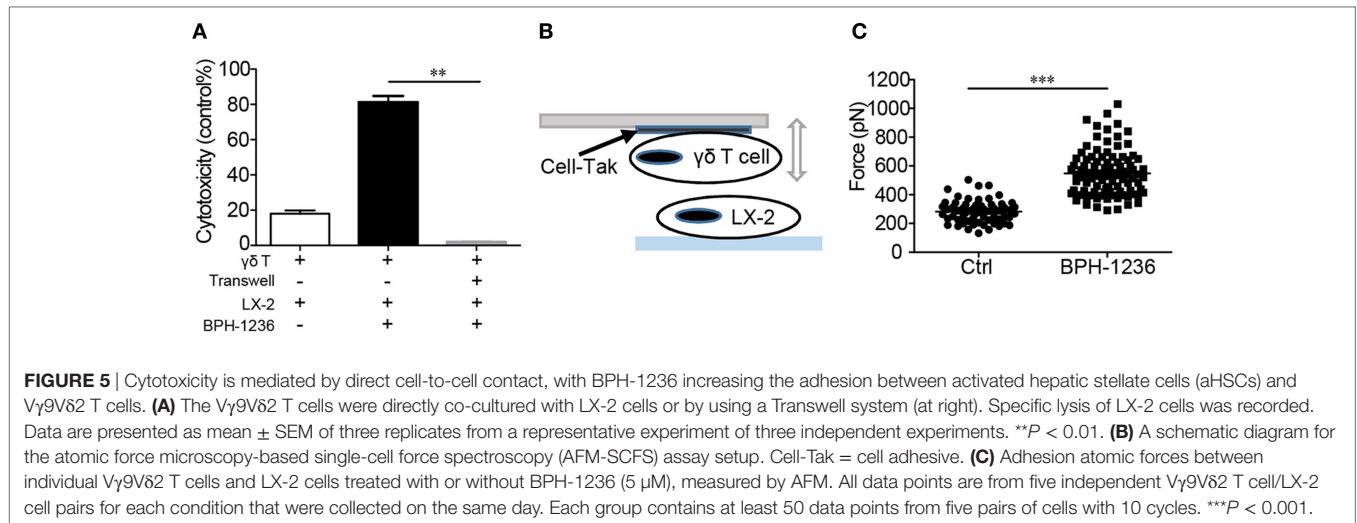 A
Cytotoxicity (control%)
100
80
60
40
20
0
**
γδ T + + +
Transwell - - +
LX-2 + + +
BPH-1236 - + +
B
Cell-Tak
γδ T cell
LX-2
C
Force (pN)
1200
1000
800
600
400
200
0
***
Ctrl BPH-1236
FIGURE 5 | Cytotoxicity is mediated by direct cell-to-cell contact, with BPH-1236 increasing the adhesion between activated hepatic stellate cells (aHSCs) and
Vγ9Vδ2 T cells. (A) The Vγ9Vδ2 T cells were directly co-cultured with LX-2 cells or by using a Transwell system (at right). Specific lysis of LX-2 cells was recorded.
Data are presented as mean ± SEM of three replicates from a representative experiment of three independent experiments. **P < 0.01. (B) A schematic diagram for
the atomic force microscopy-based single-cell force spectroscopy (AFM-SCFS) assay setup. Cell-Tak = cell adhesive. (C) Adhesion atomic forces between
individual Vγ9Vδ2 T cells and LX-2 cells treated with or without BPH-1236 (5 μM), measured by AFM. All data points are from five independent Vγ9Vδ2 T cell/LX-2
cell pairs for each condition that were collected on the same day. Each group contains at least 50 data points from five pairs of cells with 10 cycles. ***P < 0.001.